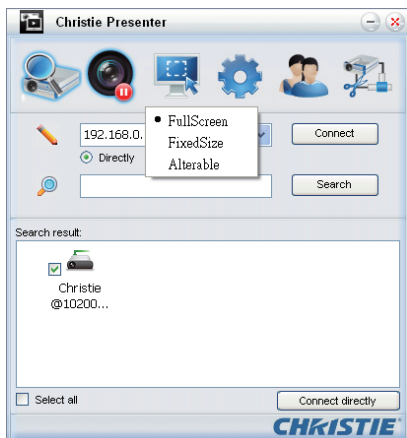 Christie Presenter
FullScreen
FixedSize
Alterable
192.168.0.
Connect
Directly
Search
Search result:
Christie
@10200...
Select all
Connect directly
CHRISTIE